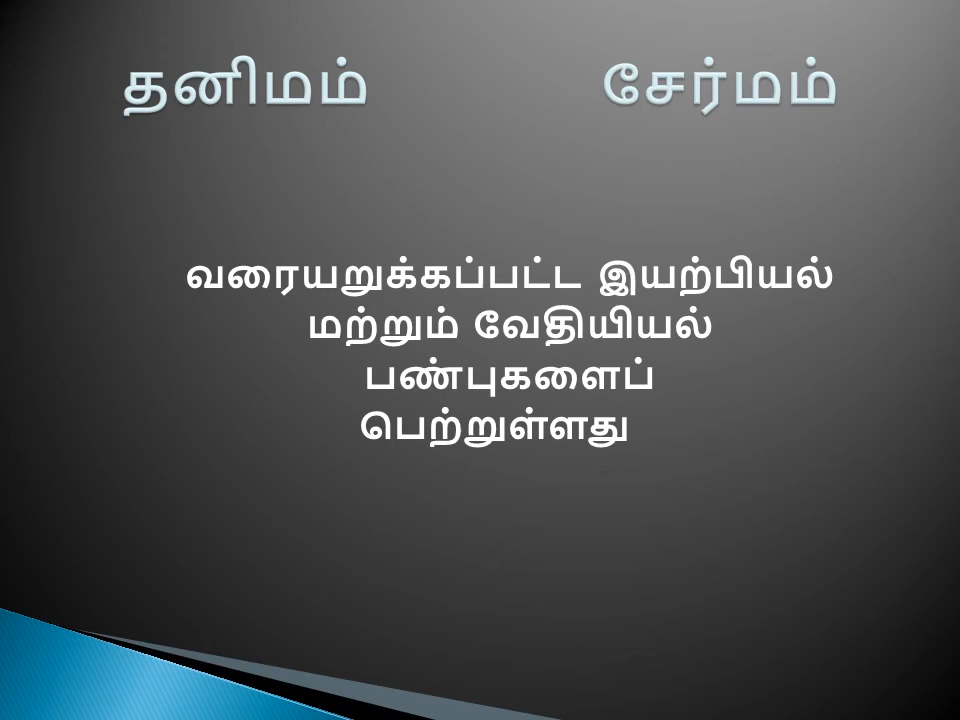 தனிமம் சேர்மம்
வரையறுக்கப்பட்ட இயற்பியல்
மற்றும் வேதியியல்
பண்புகளைப்
பெற்றுள்ளது